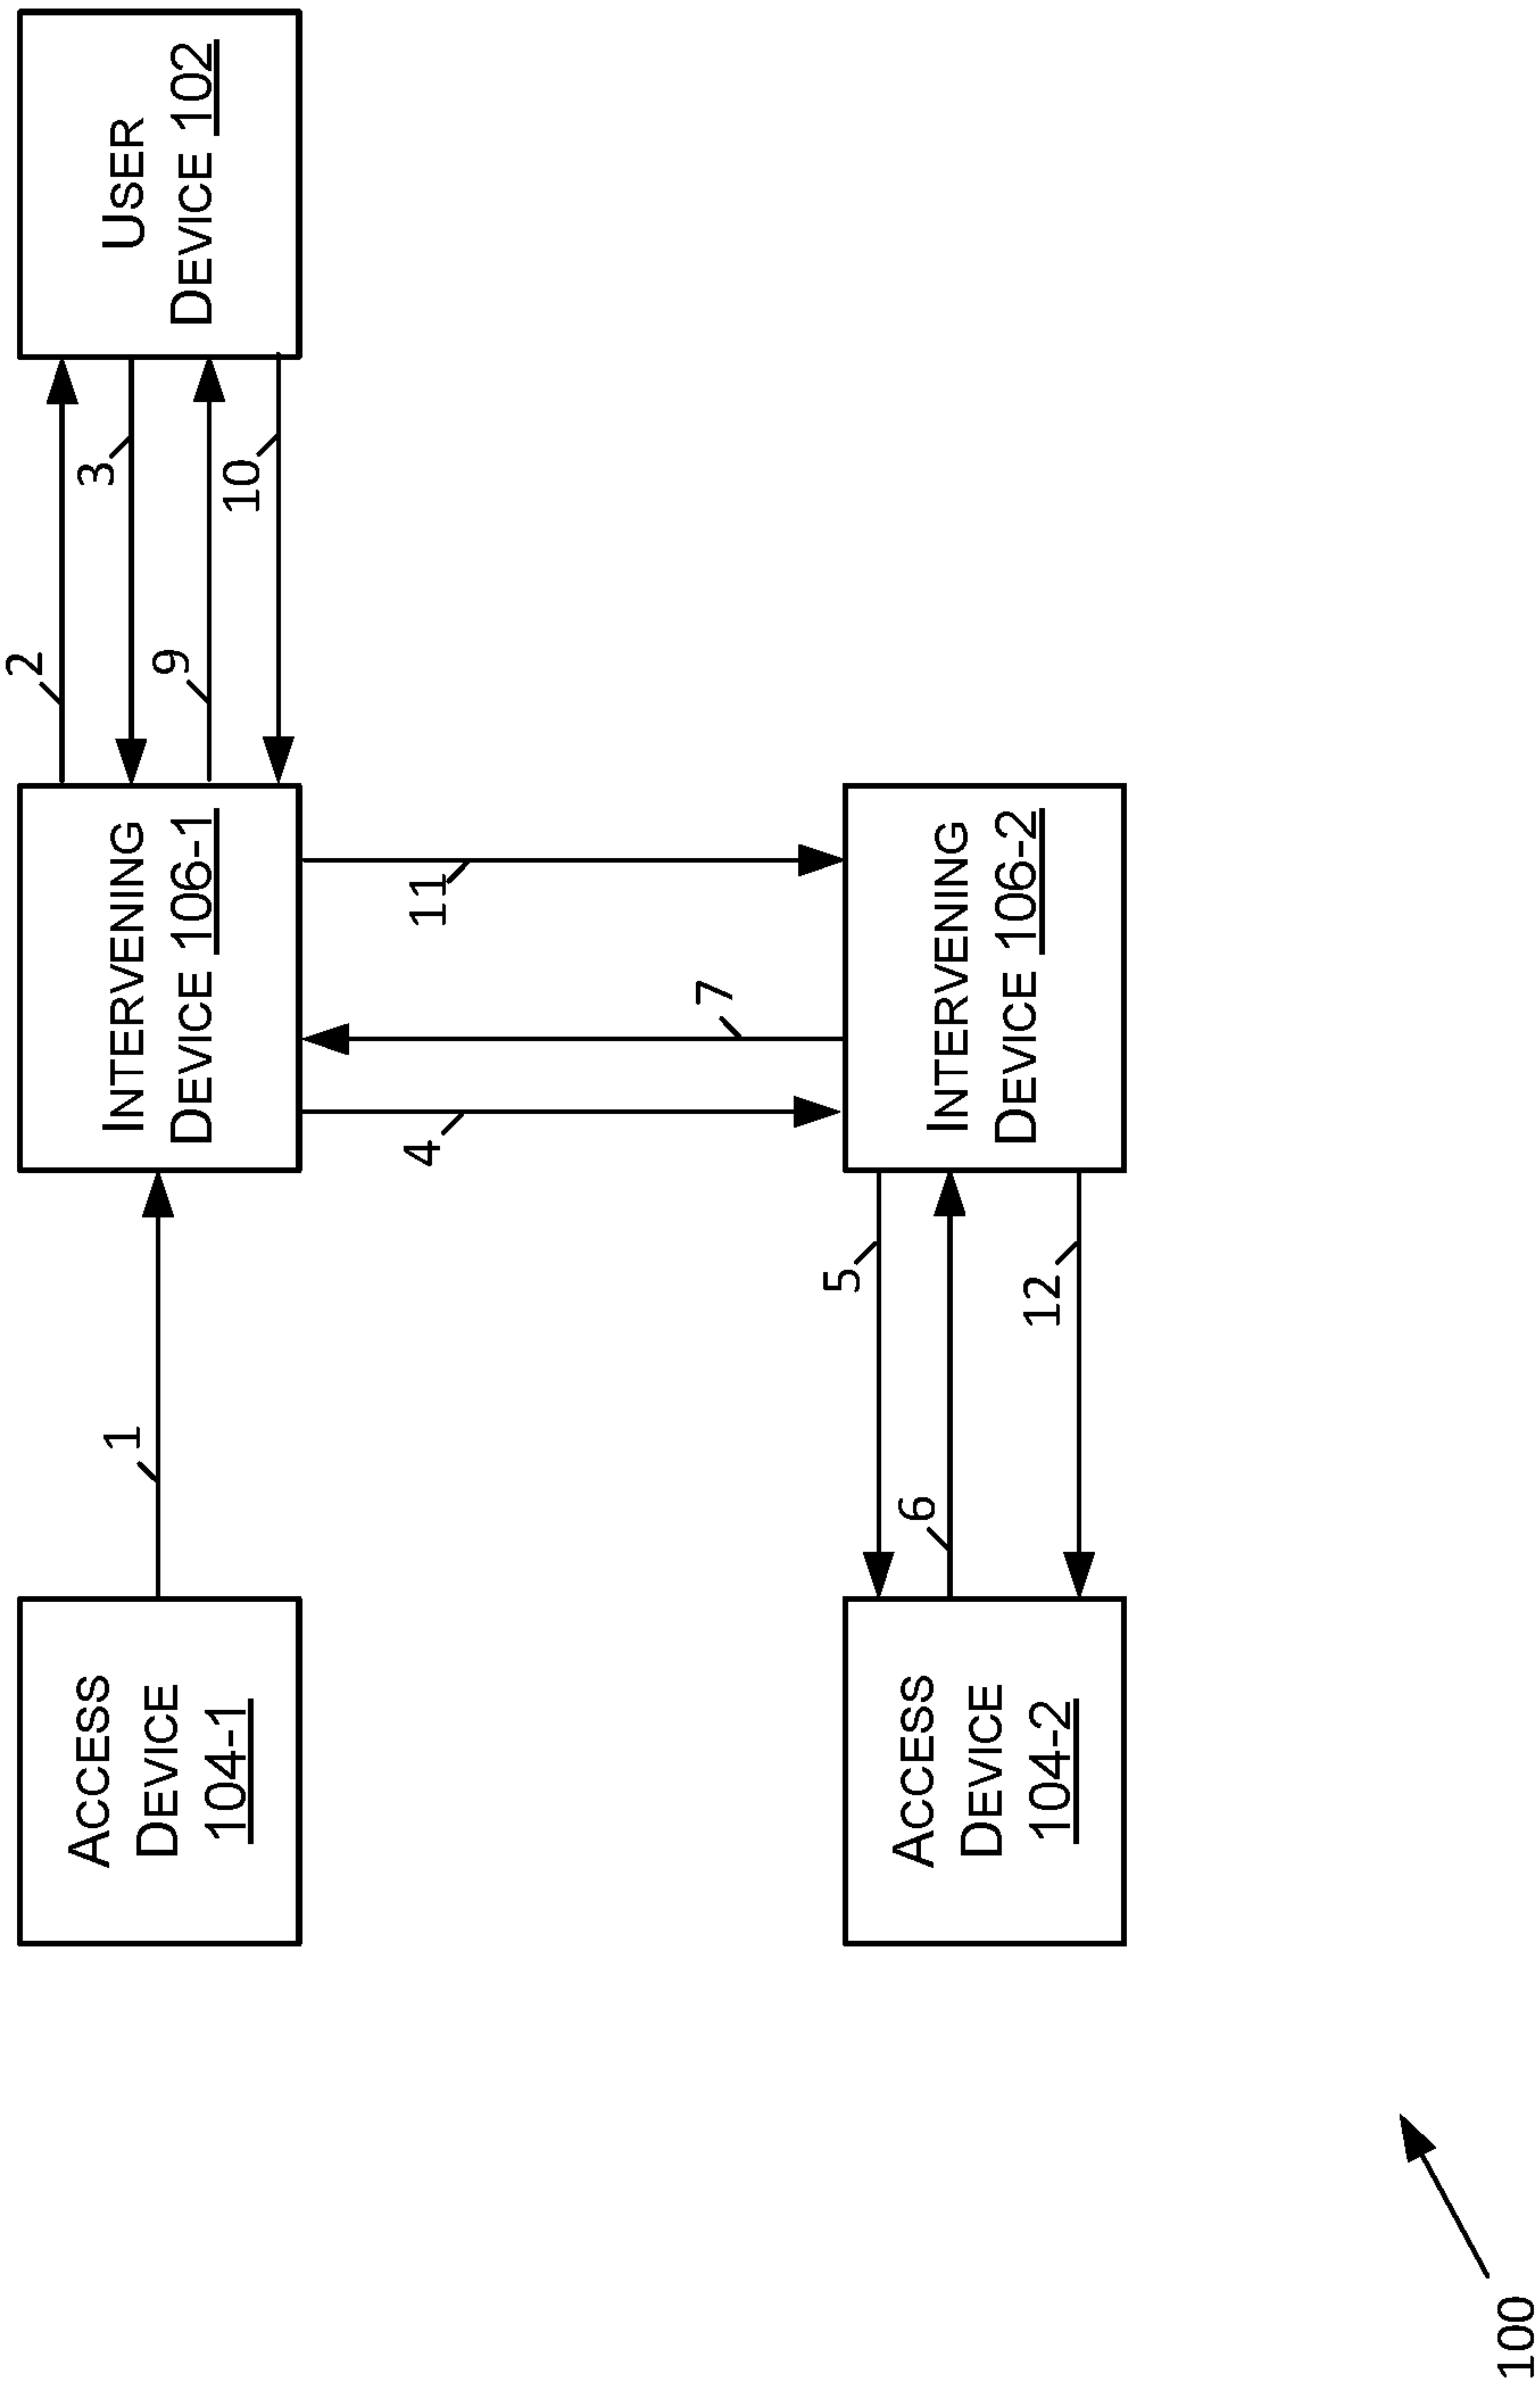 ACCESS
DEVICE
104-1
1
INTERVENING
DEVICE 106-1
2
3
9
10
USER
DEVICE 102
4
7
11
ACCESS
DEVICE
104-2
5
6
12
INTERVENING
DEVICE 106-2
100